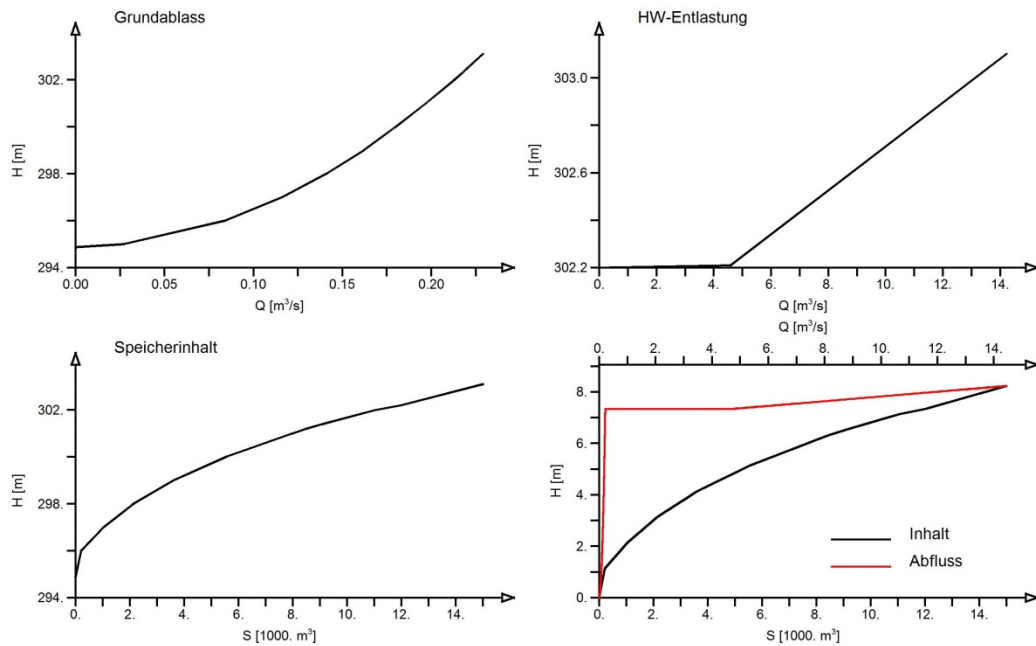 Grundablass
302.
298.
294.
H [m]
0.00 0.05 0.10 0.15 0.20
Q [m³/s]
HW-Entlastung
303.0
302.6
302.2
H [m]
0. 2. 4. 6. 8. 10. 12. 14.
Q [m³/s]
Speicherinhalt
302.
298.
294.
H [m]
0. 2. 4. 6. 8. 10. 12. 14.
S [1000. m³]
Q [m³/s]
0. 2. 4. 6. 8. 10. 12. 14.
8.
6.
4.
2.
0.
H [m]
Inhalt
Abfluss
0. 2. 4. 6. 8. 10. 12. 14.
S [1000. m³]